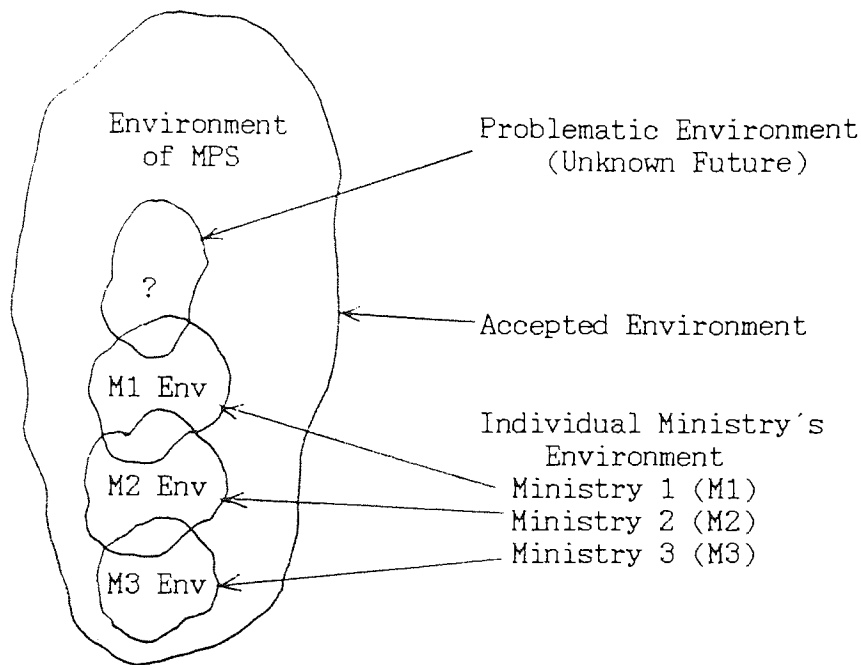 Environment
of MPS
Problematic Environment
(Unknown Future)
?
Accepted Environment
M1 Env
Individual Ministry´s
Environment
M2 Env
Ministry 1 (M1)
Ministry 2 (M2)
Ministry 3 (M3)
M3 Env